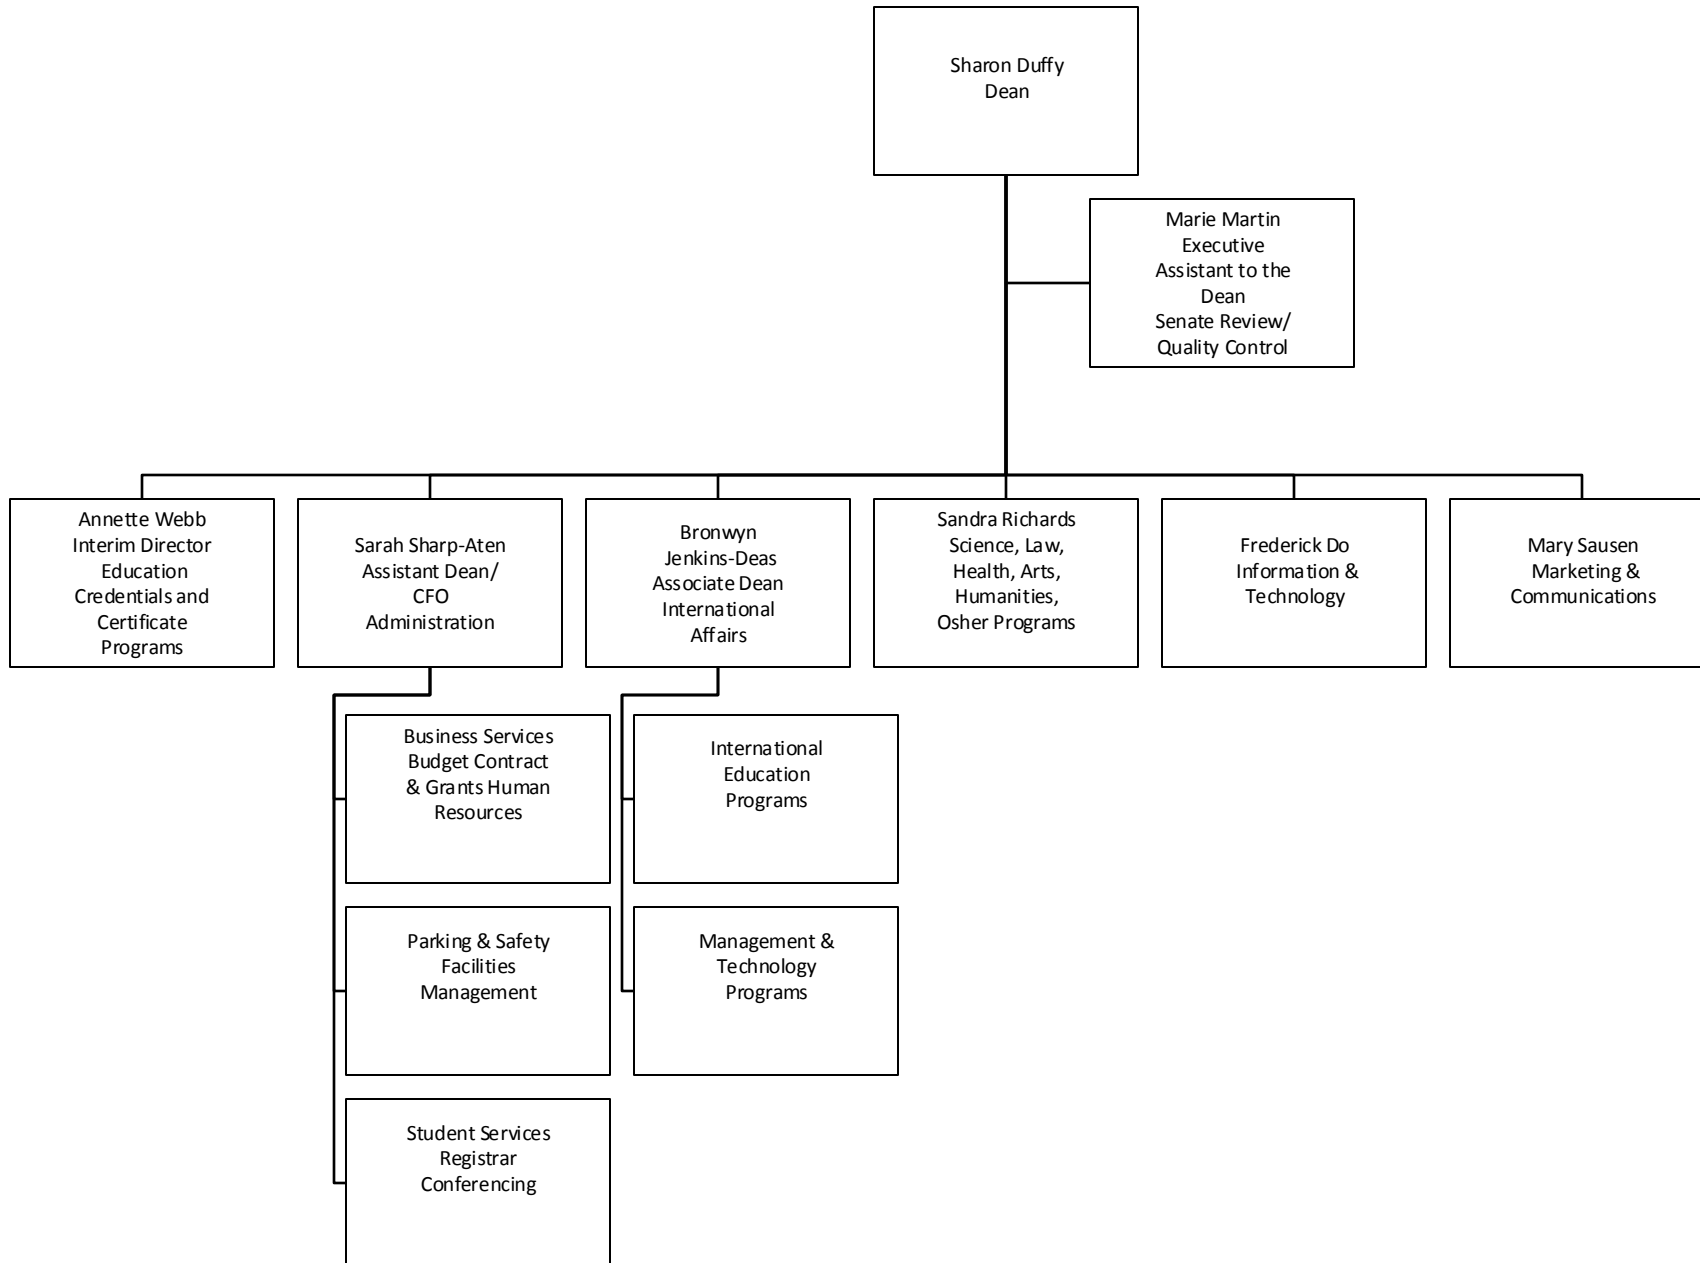 Sharon Duffy
Dean
Marie Martin
Executive
Assistant to the
Dean
Senate Review/
Quality Control
Annette Webb
Interim Director
Education
Credentials and
Certificate
Programs
Sarah Sharp-Aten
Assistant Dean/
CFO
Administration
Bronwyn
Jenkins-Deas
Associate Dean
International
Affairs
Sandra Richards
Science, Law,
Health, Arts,
Humanities,
Osher Programs
Frederick Do
Information &
Technology
Mary Sausen
Marketing &
Communications
Business Services
Budget Contract
& Grants Human
Resources
Parking & Safety
Facilities
Management
Student Services
Registrar
Conferencing
International
Education
Programs
Management &
Technology
Programs